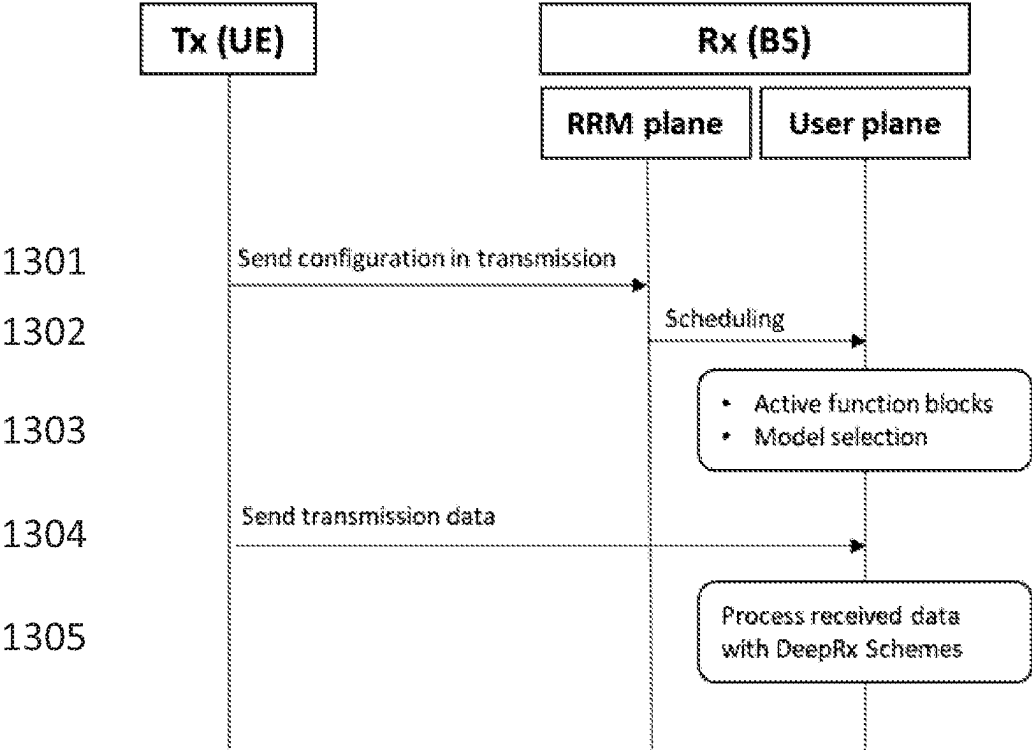 Tx (UE)
Rx (BS)
RRM plane
User plane
1301
Send configuration in transmission
1302
Scheduling
1303
• Active function blocks
• Model selection
1304
Send transmission data
1305
Process received data
with DeepRx Schemes